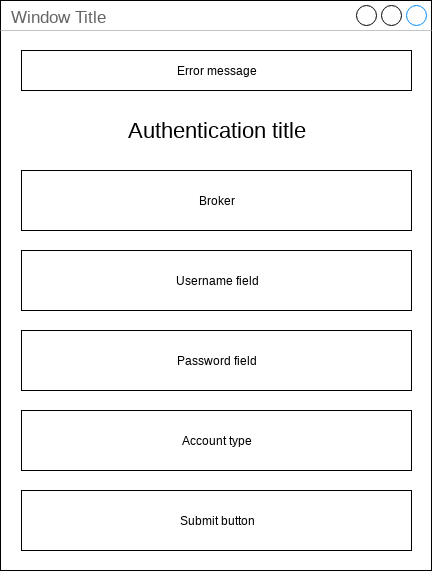 Window Title
Error message
Authentication title
Broker
Username field
Password field
Account type
Submit button